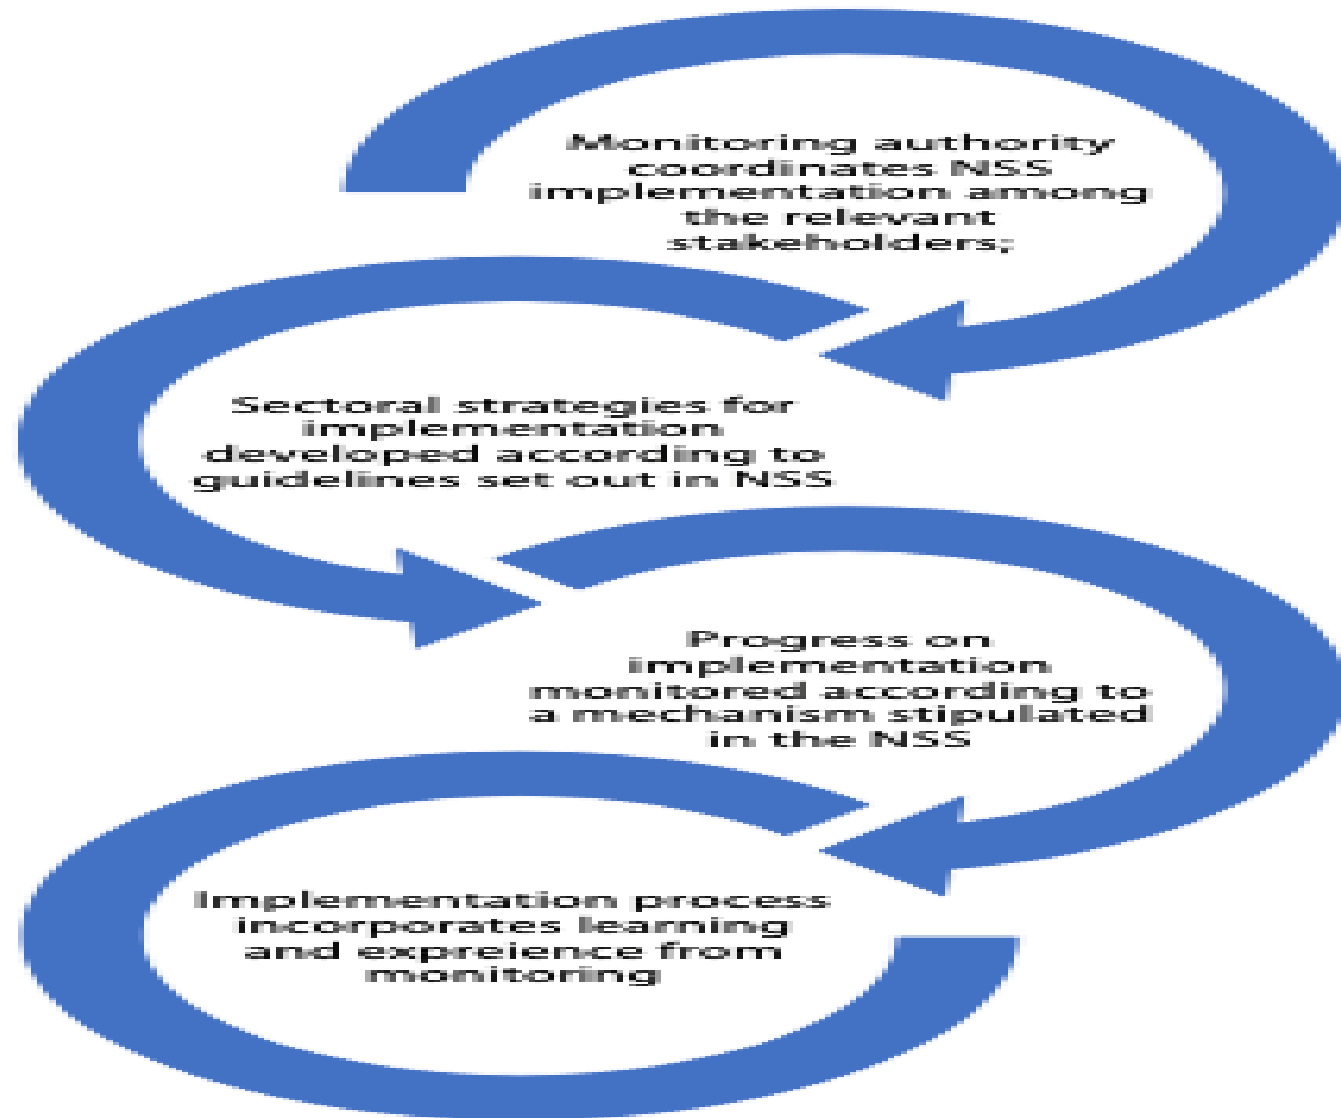 Monitoring authority
coordinates NSS
implementation among
the relevant
stakeholders;
Sectoral strategies for
implementation
developed according to
guidelines set out in NSS
Progress on
implementation
monitored according to
a mechanism stipulated
in the NSS
Implementation process
incorporates learning
and expreience from
monitoring